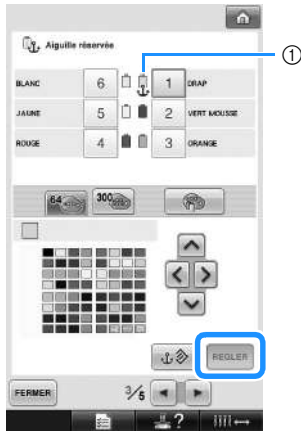 Aiguille réservée
①
BLANC 6 1 DRAP
JAUNE 5 2 VERT MOUSSE
ROUGE 4 3 ORANGE
64 300
REGLER
FERMER 3/5
?